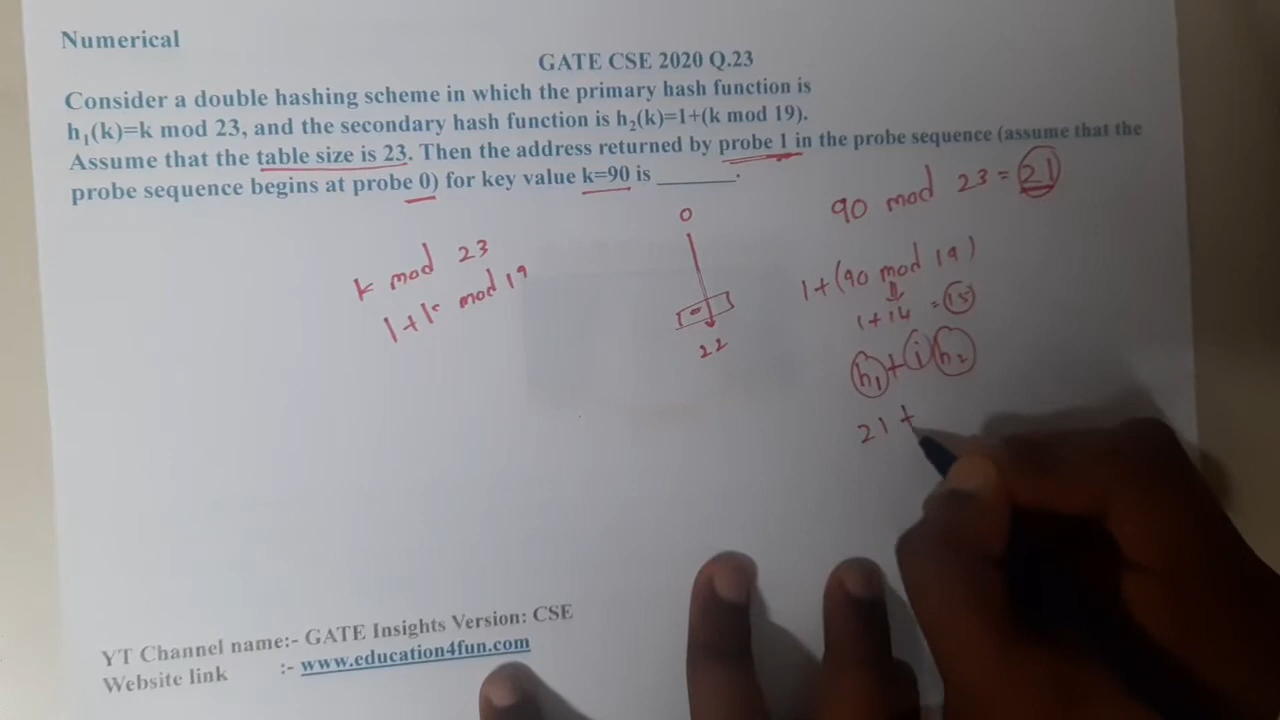 Numerical
GATE CSE 2020 Q.23
Consider a double hashing scheme in which the primary hash function is
h₁(k)=k mod 23, and the secondary hash function is h₂(k)=1+(k mod 19).
Assume that the table size is 23. Then the address returned by probe 1 in the probe sequence (assume that the
probe sequence begins at probe 0) for key value k=90 is ______.
90 mod 23 = 21
k mod 23
1+k mod 19
0
22
1+(90 mod 19)
1+14 = 15
h₁+i h₂
21 +
YT Channel name:- GATE Insights Version: CSE
Website link :- www.education4fun.com